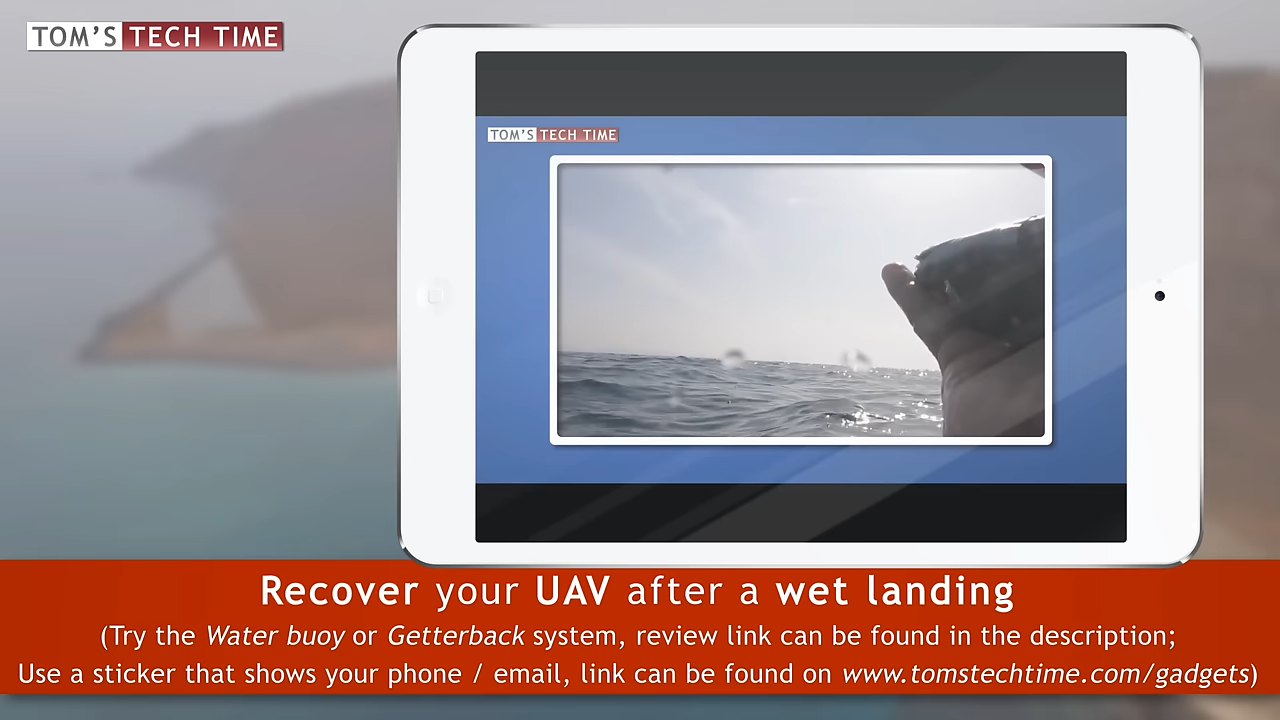 TOM'S TECH TIME
TOM'S TECH TIME
Recover your UAV after a wet landing
(Try the Water buoy or Getterback system, review link can be found in the description;
Use a sticker that shows your phone / email, link can be found on www.tomstechtime.com/gadgets)